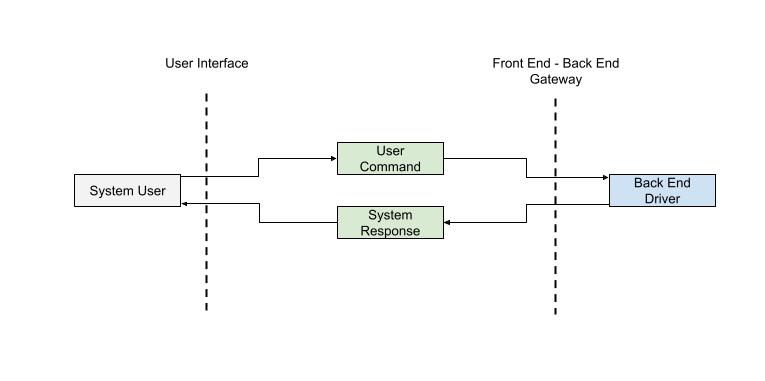 User Interface
Front End - Back End
Gateway
User
Command
System User
Back End
Driver
System
Response